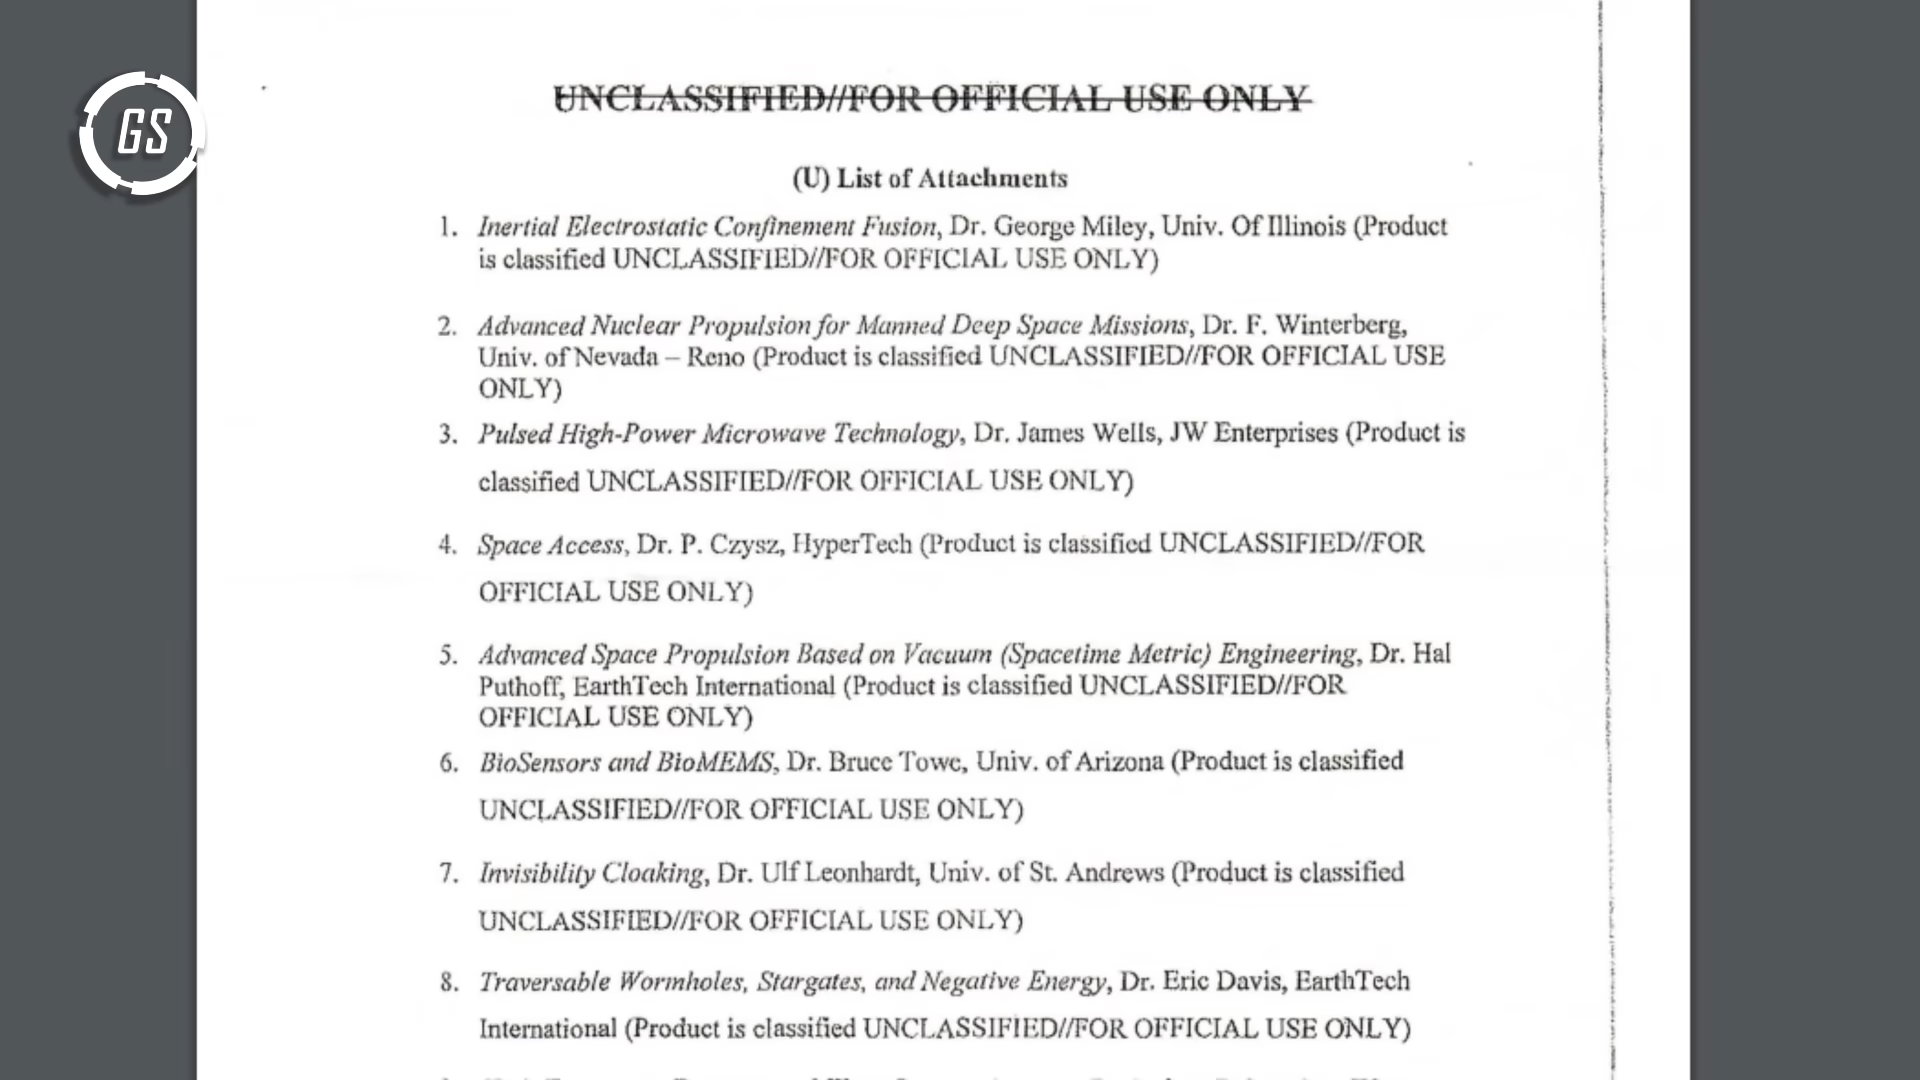 GS
UNCLASSIFIED//FOR OFFICIAL USE ONLY
(U) List of Attachments
1. Inertial Electrostatic Confinement Fusion, Dr. George Miley, Univ. Of Illinois (Product
is classified UNCLASSIFIED//FOR OFFICIAL USE ONLY)
2. Advanced Nuclear Propulsion for Manned Deep Space Missions, Dr. F. Winterberg,
Univ. of Nevada – Reno (Product is classified UNCLASSIFIED//FOR OFFICIAL USE
ONLY)
3. Pulsed High-Power Microwave Technology, Dr. James Wells, JW Enterprises (Product is
classified UNCLASSIFIED//FOR OFFICIAL USE ONLY)
4. Space Access, Dr. P. Czysz, HyperTech (Product is classified UNCLASSIFIED//FOR
OFFICIAL USE ONLY)
5. Advanced Space Propulsion Based on Vacuum (Spacetime Metric) Engineering, Dr. Hal
Puthoff, EarthTech International (Product is classified UNCLASSIFIED//FOR
OFFICIAL USE ONLY)
6. BioSensors and BioMEMS, Dr. Bruce Towe, Univ. of Arizona (Product is classified
UNCLASSIFIED//FOR OFFICIAL USE ONLY)
7. Invisibility Cloaking, Dr. Ulf Leonhardt, Univ. of St. Andrews (Product is classified
UNCLASSIFIED//FOR OFFICIAL USE ONLY)
8. Traversable Wormholes, Stargates, and Negative Energy, Dr. Eric Davis, EarthTech
International (Product is classified UNCLASSIFIED//FOR OFFICIAL USE ONLY)